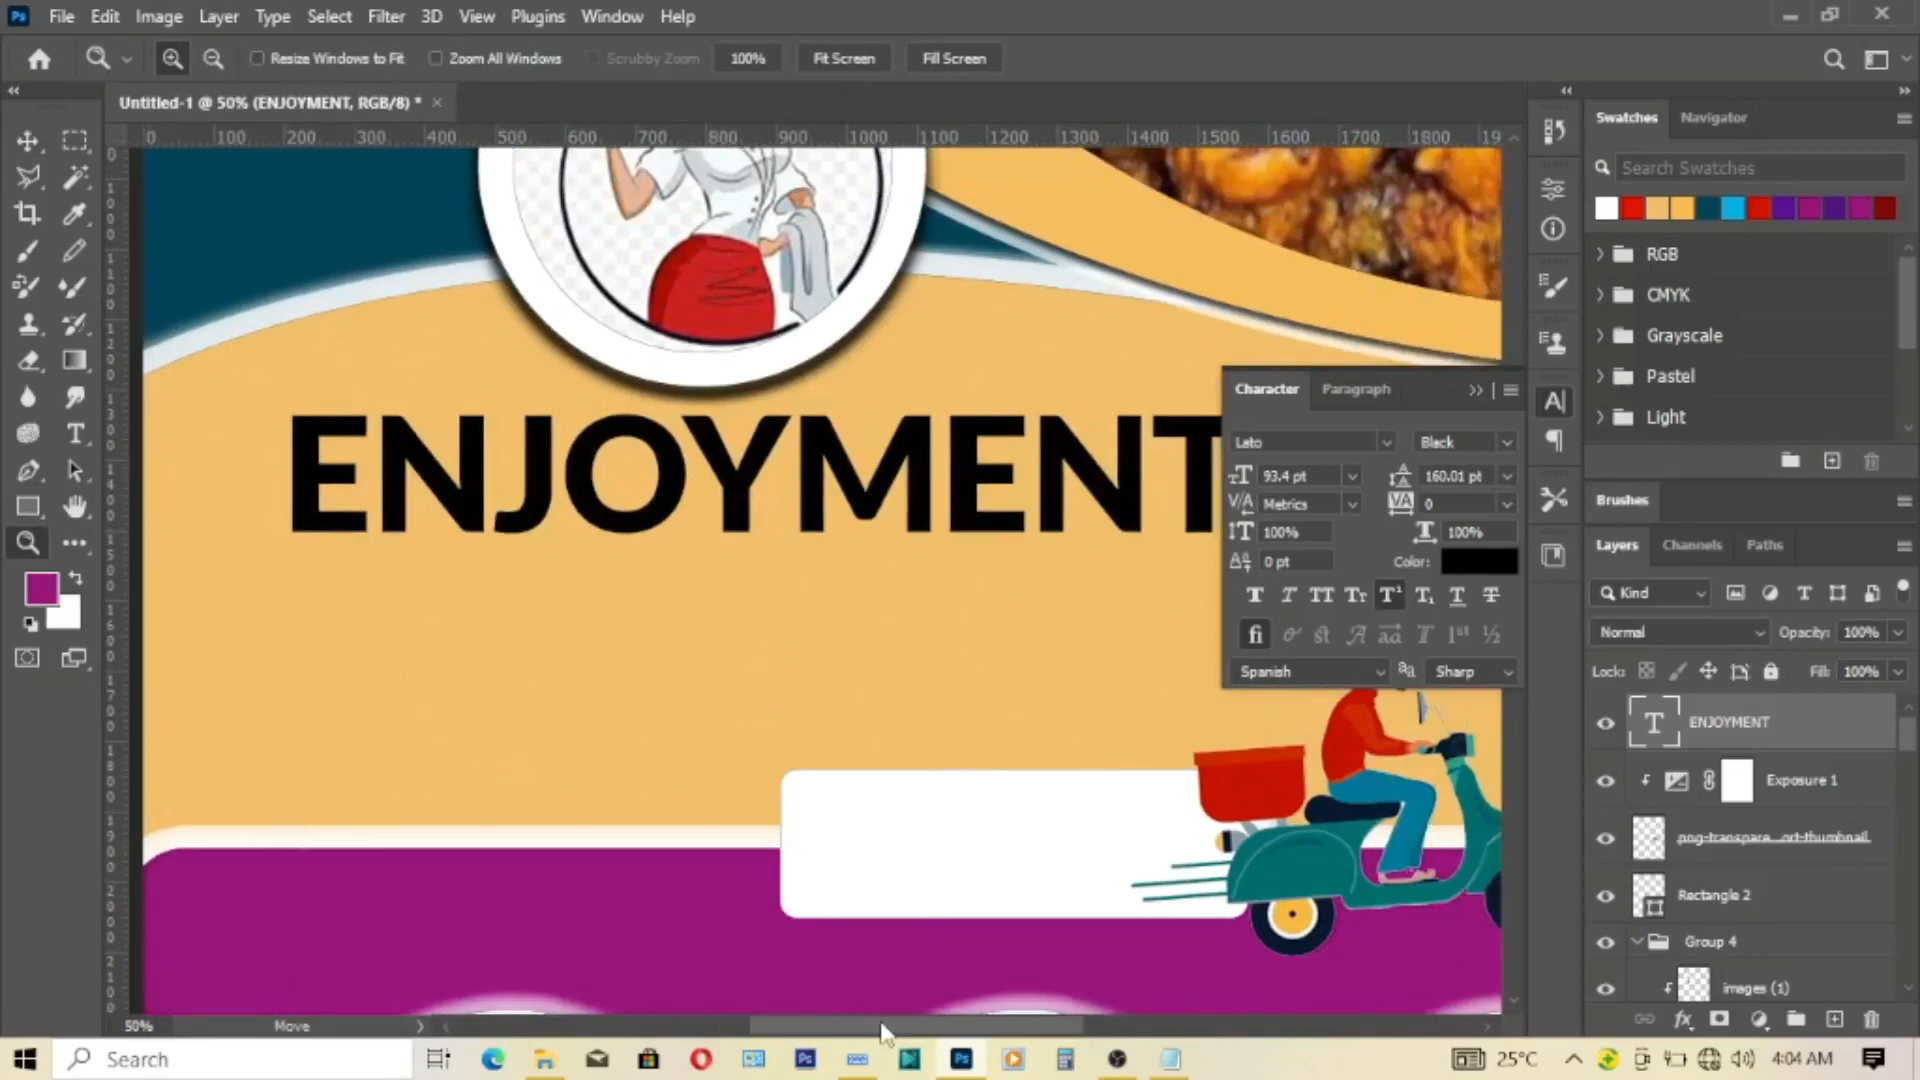 File Edit Image Layer Type Select Filter 3D View Plugins Window Help
Resize Windows to Fit Zoom All Windows Scrubby Zoom 100% Fit Screen Fill Screen
Untitled-1 @ 50% (ENJOYMENT, RGB/8) *
0 100 200 300 400 500 600 700 800 900 1000 1100 1200 1300 1400 1500 1600 1700 1800 19
Swatches Navigator
Search Swatches
RGB
CMYK
Grayscale
Pastel
Light
ENJOYMENT
Character Paragraph
Lato Black
93.4 pt 160.01 pt
Metrics 0
100% 100%
0 pt Color:
Spanish Sharp
Brushes
Layers Channels Paths
Kind
Normal Opacity: 100%
Locks: Fill: 100%
ENJOYMENT
Exposure 1
png-transpare...ort-thumbnail
Rectangle 2
Group 4
images (1)
50% Move
Search
25°C 4:04 AM